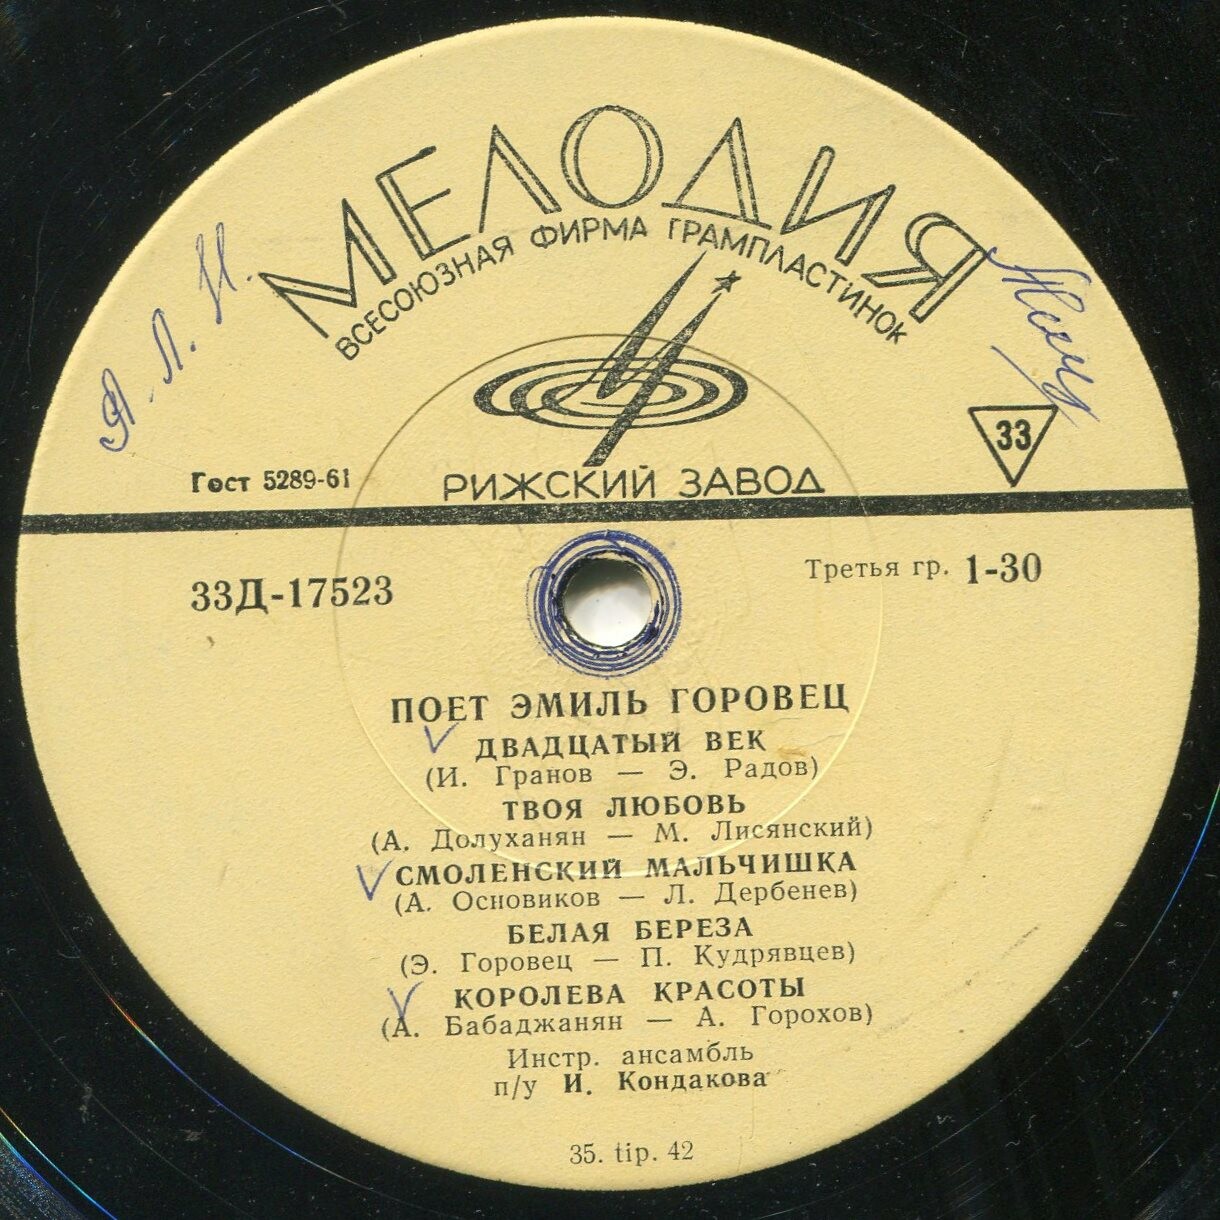 МЕЛОДИЯ
ВСЕСОЮЗНАЯ ФИРМА ГРАМПЛАСТИНОК
Я. Л. Н.
33
Гост 5289-61
РИЖСКИЙ ЗАВОД
33Д-17523
Третья гр. 1-30
ПОЕТ ЭМИЛЬ ГОРОВЕЦ
ДВАДЦАТЫЙ ВЕК
(И. Гранов — Э. Радов)
ТВОЯ ЛЮБОВЬ
(А. Долуханян — М. Лисянский)
СМОЛЕНСКИЙ МАЛЬЧИШКА
(А. Основиков — Л. Дербенев)
БЕЛАЯ БЕРЕЗА
(Э. Горовец — П. Кудрявцев)
КОРОЛЕВА КРАСОТЫ
(А. Бабаджанян — А. Горохов)
Инстр. ансамбль
п/у И. Кондакова
35. tip. 42